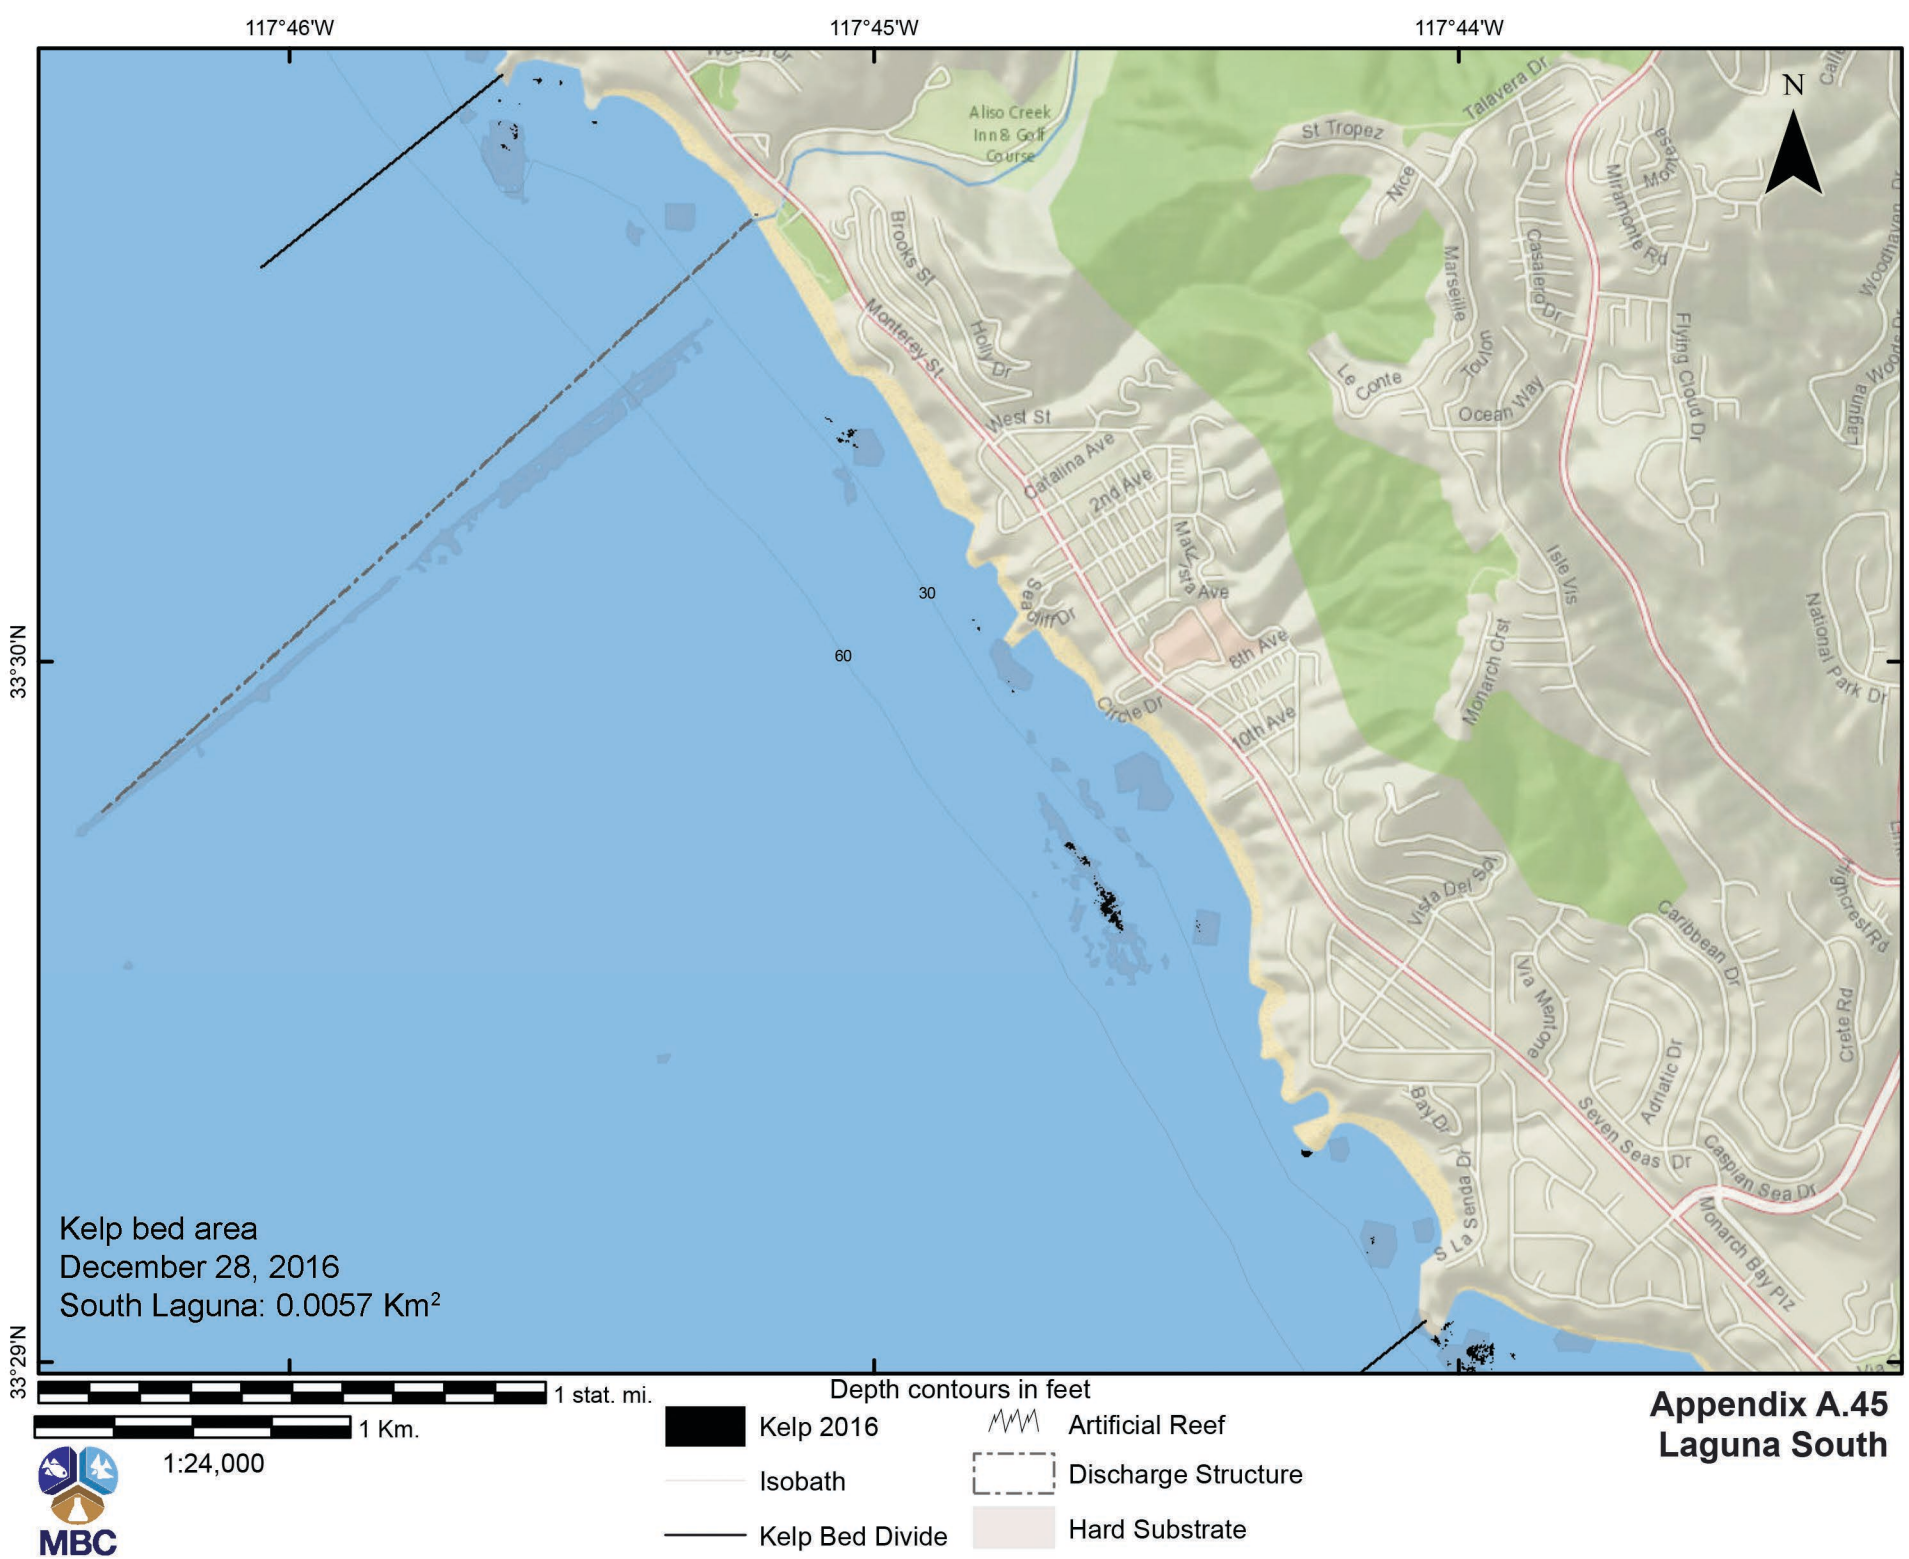 117°46'W
117°45'W
117°44'W
N
Talavera Dr
St Tropez
Aliso Creek
Inn & Golf
Course
Nice
Miramonte Rd
Woodhaven Dr
Brooks St
Marseille
Casalero Dr
Monterey St
Holly Dr
Flying Cloud Dr
Toulon
Le Conte
Laguna Woods Dr
Ocean Way
West St
Catalina Ave
2nd Ave
Isle Vis
Ave
Seacliff Dr
30
National Park Dr
8th Ave
33°30'N
60
Monarch Crst
Circle Dr
10th Ave
Vista Del Sol
Highcrest Rd
Caribbean Dr
Via Mentone
Crete Rd
Adriatic Dr
Bay Dr
Seven Seas Dr
Caspian Sea Dr
S La Senda Dr
Monarch Bay Plz
Kelp bed area
December 28, 2016
South Laguna: 0.0057 Km²
33°29'N
1 stat. mi.
1 Km.
1:24,000
MBC
Depth contours in feet
Kelp 2016
Isobath
Kelp Bed Divide
Artificial Reef
Discharge Structure
Hard Substrate
Appendix A.45
Laguna South